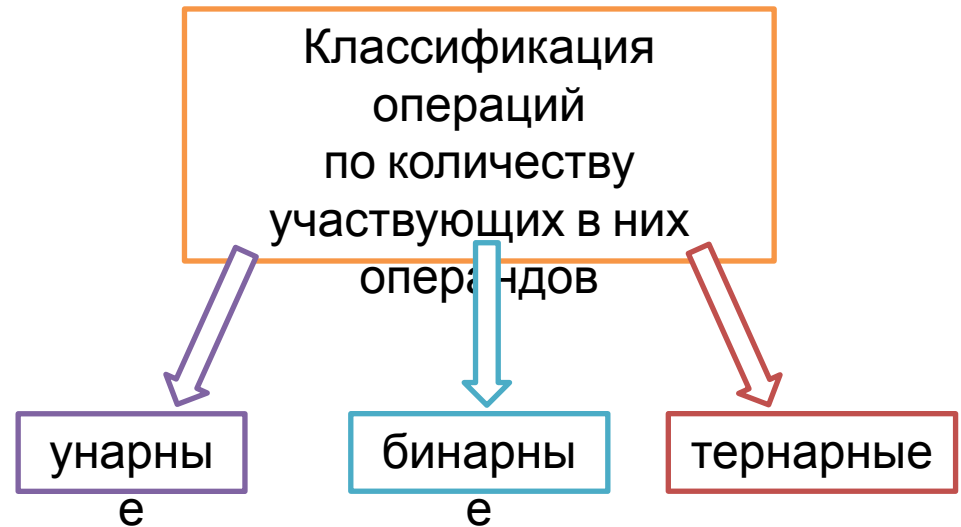 Классификация
операций
по количеству
участвующих в них
операндов
унарны
е
бинарны
е
тернарные